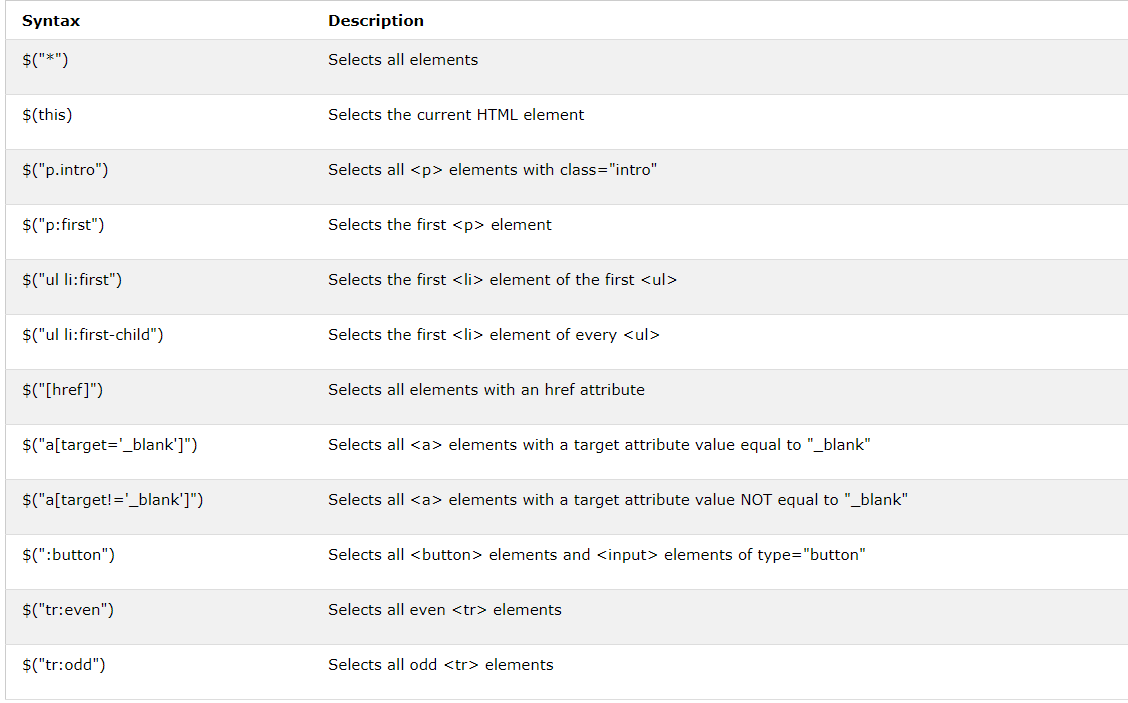 Syntax Description
$("*") Selects all elements
$(this) Selects the current HTML element
$("p.intro") Selects all <p> elements with class="intro"
$("p:first") Selects the first <p> element
$("ul li:first") Selects the first <li> element of the first <ul>
$("ul li:first-child") Selects the first <li> element of every <ul>
$("[href]") Selects all elements with an href attribute
$("a[target='_blank']") Selects all <a> elements with a target attribute value equal to "_blank"
$("a[target!='_blank']") Selects all <a> elements with a target attribute value NOT equal to "_blank"
$(":button") Selects all <button> elements and <input> elements of type="button"
$("tr:even") Selects all even <tr> elements
$("tr:odd") Selects all odd <tr> elements